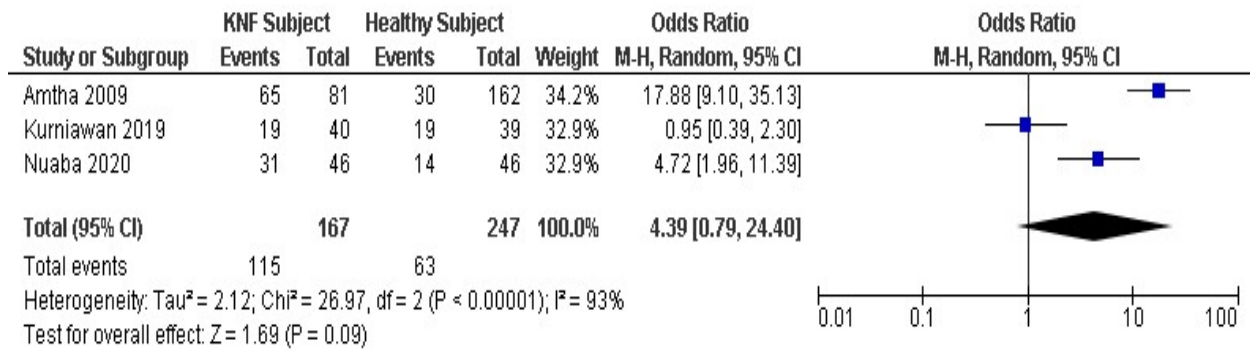 KNF Subject Healthy Subject Odds Ratio Odds Ratio
Study or Subgroup Events Total Events Total Weight M-H, Random, 95% CI M-H, Random, 95% CI
Amtha 2009 65 81 30 162 34.2% 17.88 [9.10, 35.13]
Kurniawan 2019 19 40 19 39 32.9% 0.95 [0.39, 2.30]
Nuaba 2020 31 46 14 46 32.9% 4.72 [1.96, 11.39]
Total (95% CI) 167 247 100.0% 4.39 [0.79, 24.40]
Total events 115 63
Heterogeneity: Tau² = 2.12; Chi² = 26.97, df = 2 (P < 0.00001); I² = 93%
Test for overall effect: Z = 1.69 (P = 0.09)
0.01 0.1 1 10 100